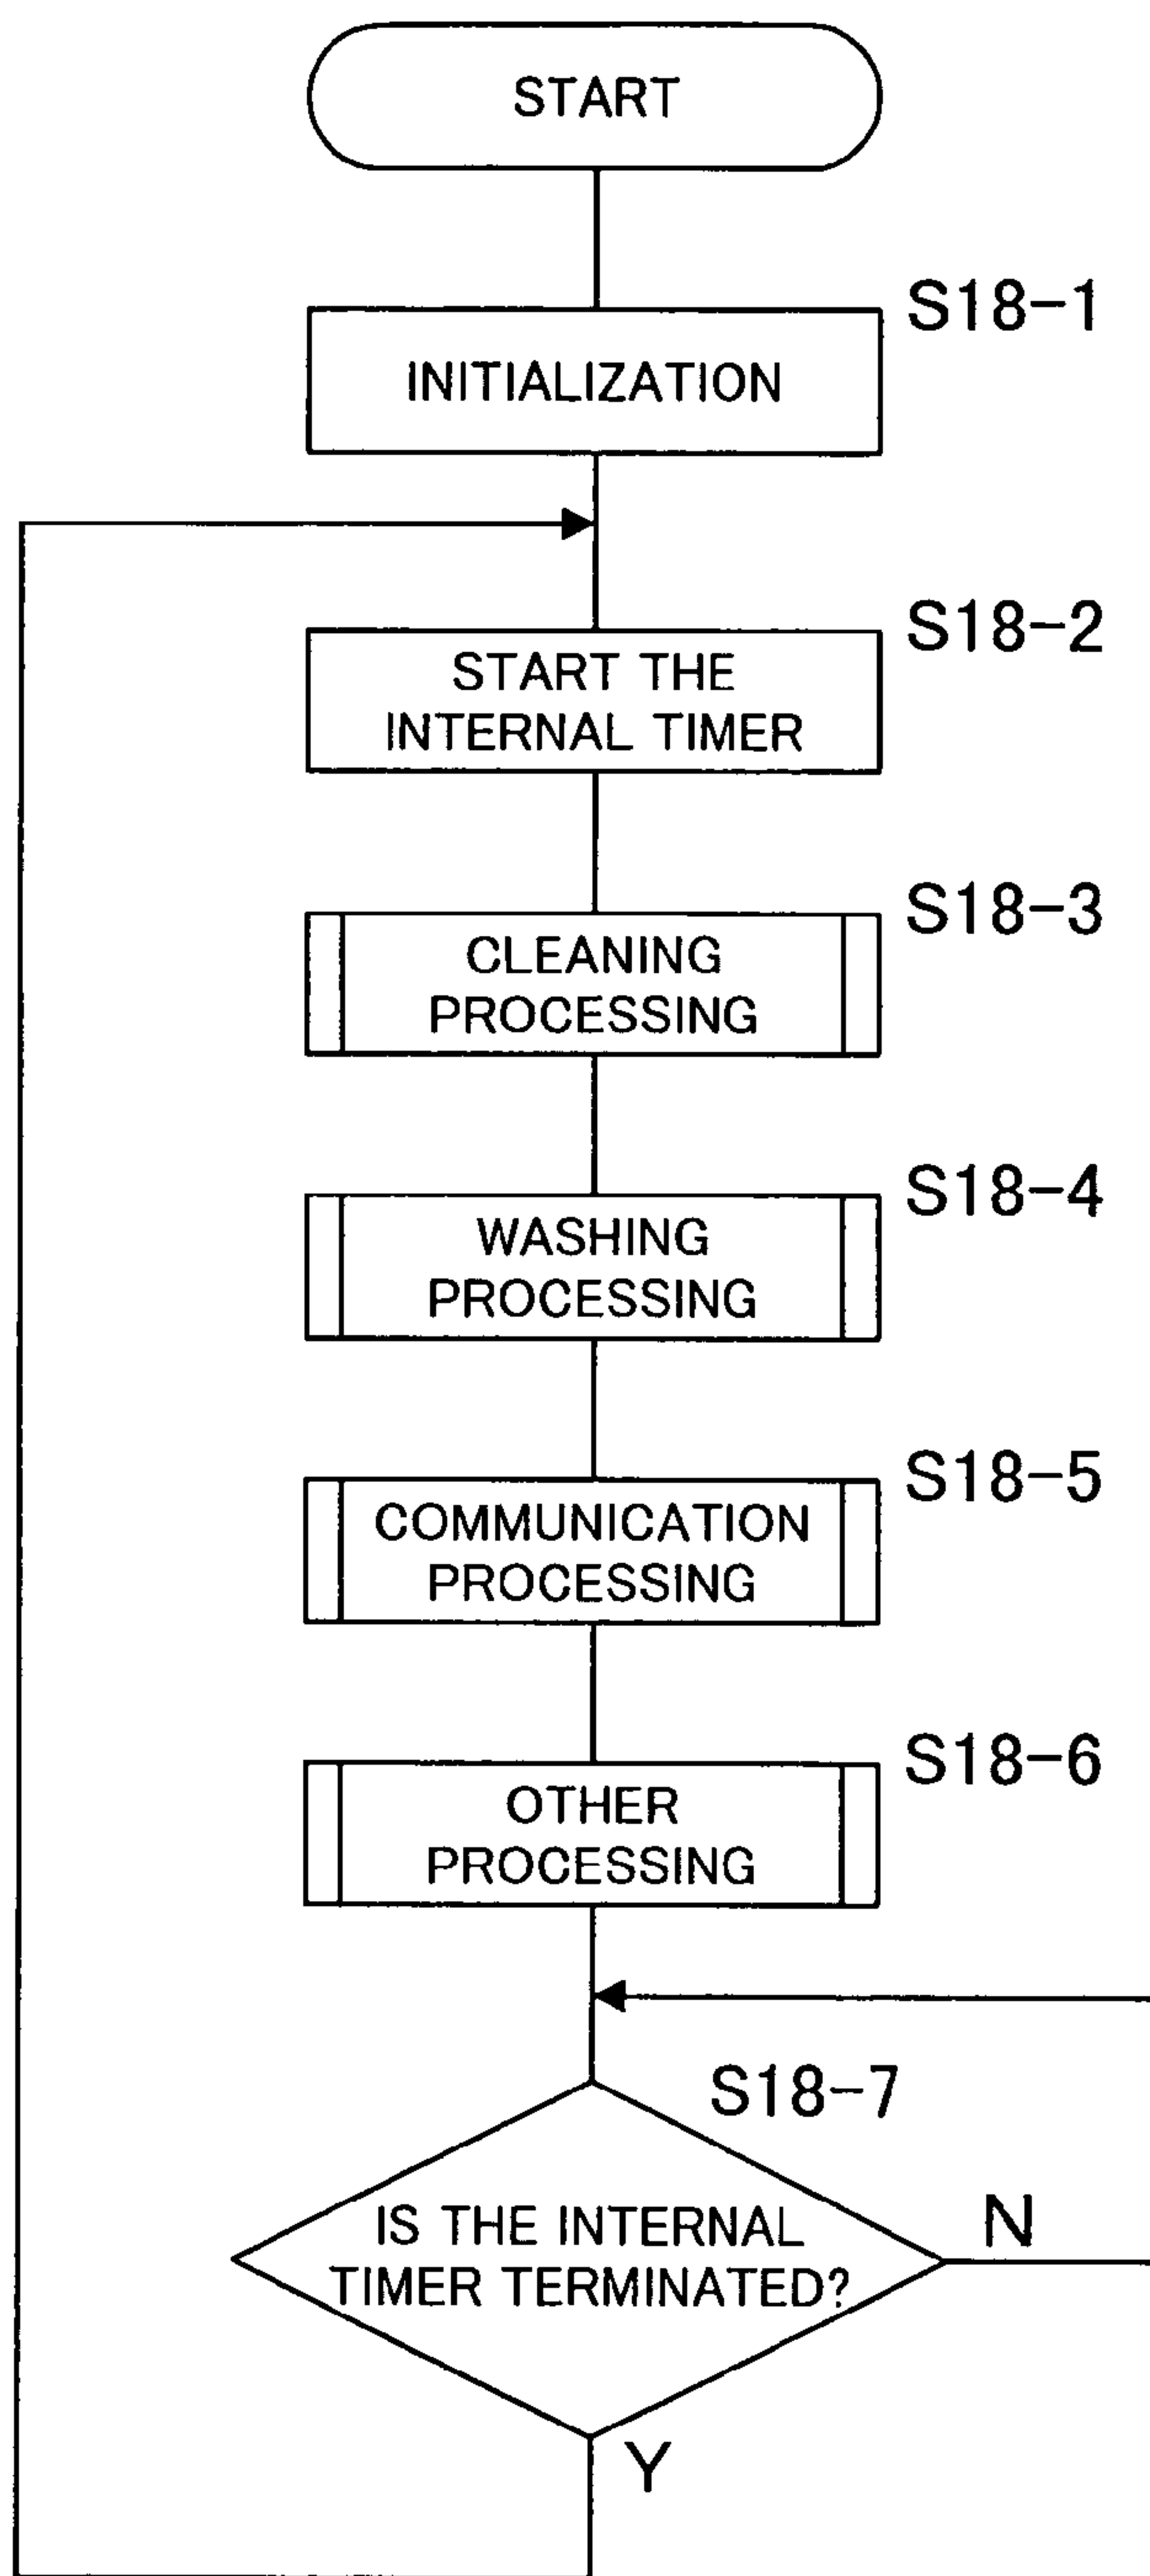 START
S18-1
INITIALIZATION
S18-2
START THE
INTERNAL TIMER
S18-3
CLEANING
PROCESSING
S18-4
WASHING
PROCESSING
S18-5
COMMUNICATION
PROCESSING
S18-6
OTHER
PROCESSING
S18-7
IS THE INTERNAL
TIMER TERMINATED?
N
Y